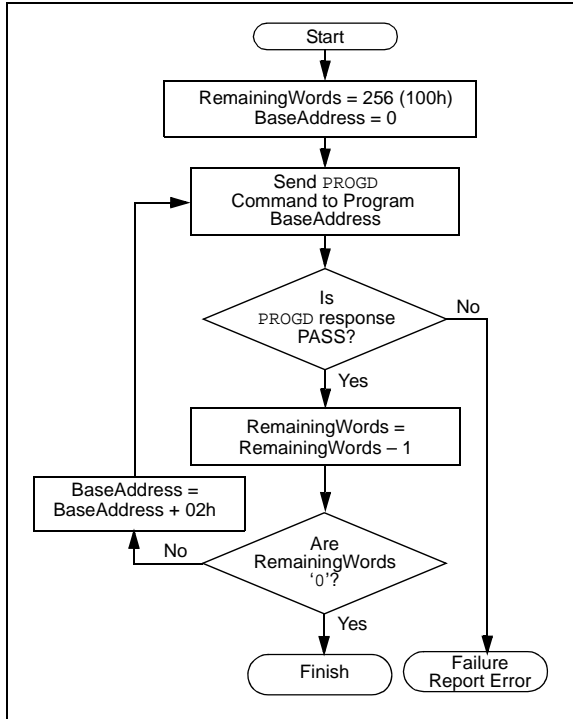 Start
RemainingWords = 256 (100h)
BaseAddress = 0
Send PROGD
Command to Program
BaseAddress
Is
PROGD response
PASS?
No
Yes
RemainingWords =
RemainingWords – 1
BaseAddress =
BaseAddress + 02h
No
Are
RemainingWords
‘0’?
Yes
Finish
Failure
Report Error